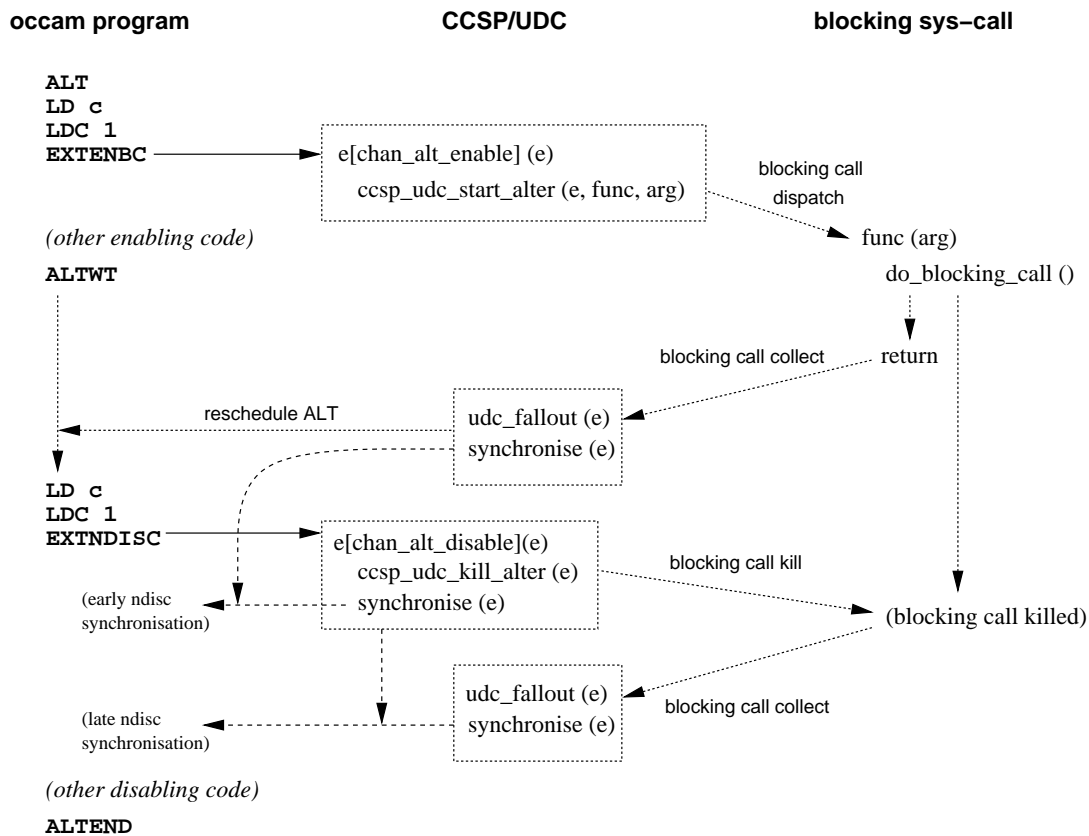 occam program
CCSP/UDC
blocking sys−call
ALT
LD c
LDC 1
EXTENBC
e[chan_alt_enable] (e)
ccsp_udc_start_alter (e, func, arg)
blocking call
dispatch
(other enabling code)
func (arg)
ALTWT
do_blocking_call ()
blocking call collect
return
reschedule ALT
udc_fallout (e)
synchronise (e)
LD c
LDC 1
EXTNDISC
e[chan_alt_disable](e)
ccsp_udc_kill_alter (e)
synchronise (e)
blocking call kill
(early ndisc
synchronisation)
(blocking call killed)
udc_fallout (e)
synchronise (e)
blocking call collect
(late ndisc
synchronisation)
(other disabling code)
ALTEND